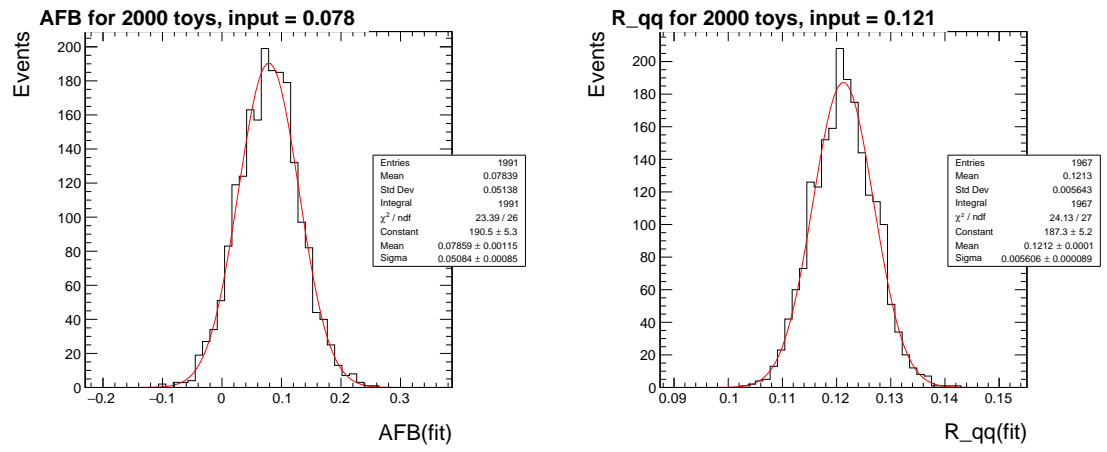 AFB for 2000 toys, input = 0.078
Events
200
180
160
140
120
100
80
60
40
20
0
−0.2
−0.1
0
0.1
0.2
0.3
AFB(fit)
Entries 1991
Mean 0.07839
Std Dev 0.05138
Integral 1991
χ² / ndf 23.39 / 26
Constant 190.5 ± 5.3
Mean 0.07859 ± 0.00115
Sigma 0.05084 ± 0.00085
R_qq for 2000 toys, input = 0.121
Events
200
180
160
140
120
100
80
60
40
20
0
0.09
0.1
0.11
0.12
0.13
0.14
0.15
R_qq(fit)
Entries 1967
Mean 0.1213
Std Dev 0.005643
Integral 1967
χ² / ndf 24.13 / 27
Constant 187.3 ± 5.2
Mean 0.1212 ± 0.0001
Sigma 0.005606 ± 0.000089